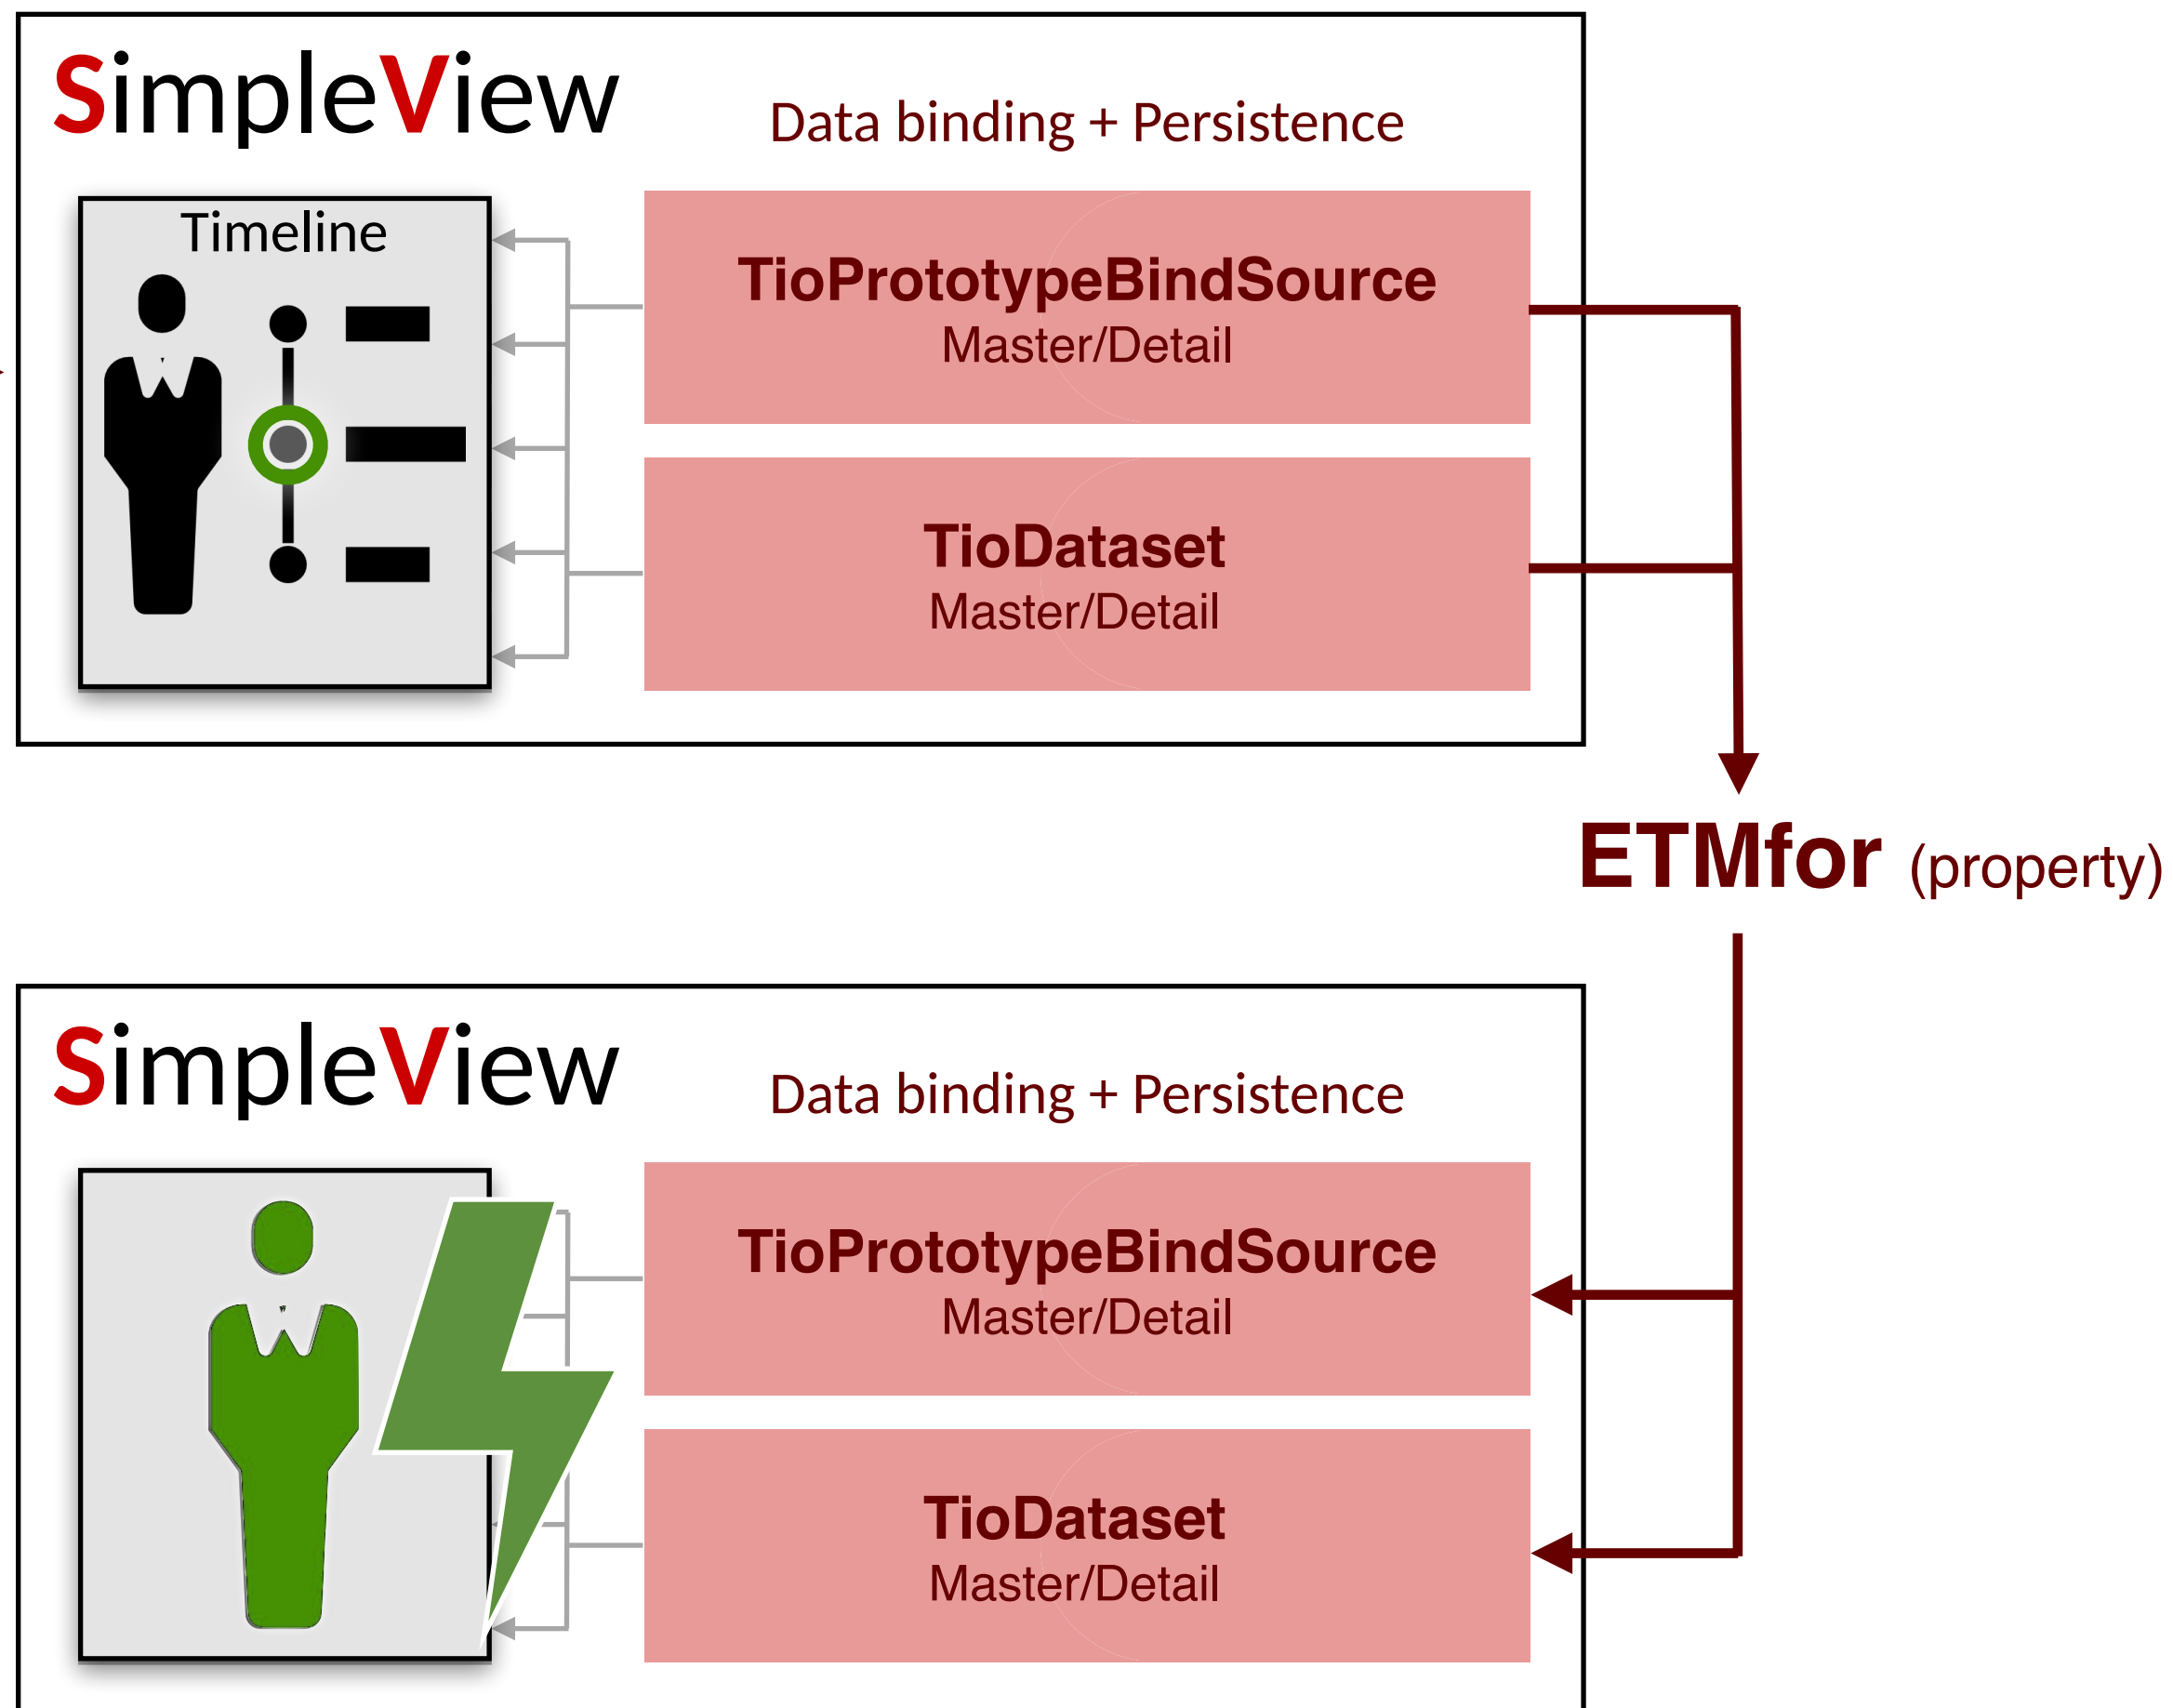 SimpleView
Data binding + Persistence
Timeline
TioPrototypeBindSource
Master/Detail
TioDataset
Master/Detail
ETMfor (property)
SimpleView
Data binding + Persistence
TioPrototypeBindSource
Master/Detail
TioDataset
Master/Detail